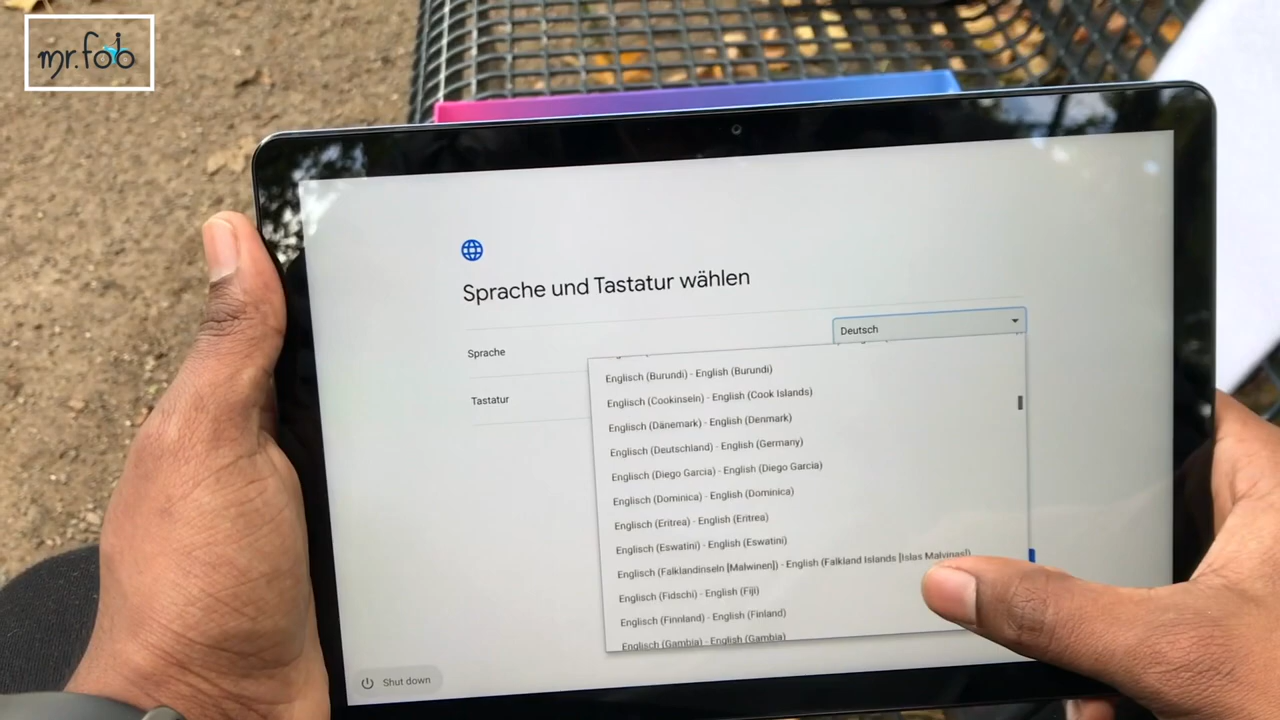 mr.fob
Sprache und Tastatur wählen
Sprache
Deutsch
Tastatur
Englisch (Burundi) - English (Burundi)
Englisch (Cookinseln) - English (Cook Islands)
Englisch (Dänemark) - English (Denmark)
Englisch (Deutschland) - English (Germany)
Englisch (Diego Garcia) - English (Diego Garcia)
Englisch (Dominica) - English (Dominica)
Englisch (Eritrea) - English (Eritrea)
Englisch (Eswatini) - English (Eswatini)
Englisch (Falklandinseln [Malwinen]) - English (Falkland Islands [Islas Malvinas])
Englisch (Fidschi) - English (Fiji)
Englisch (Finnland) - English (Finland)
Englisch (Gambia) - English (Gambia)
Shut down